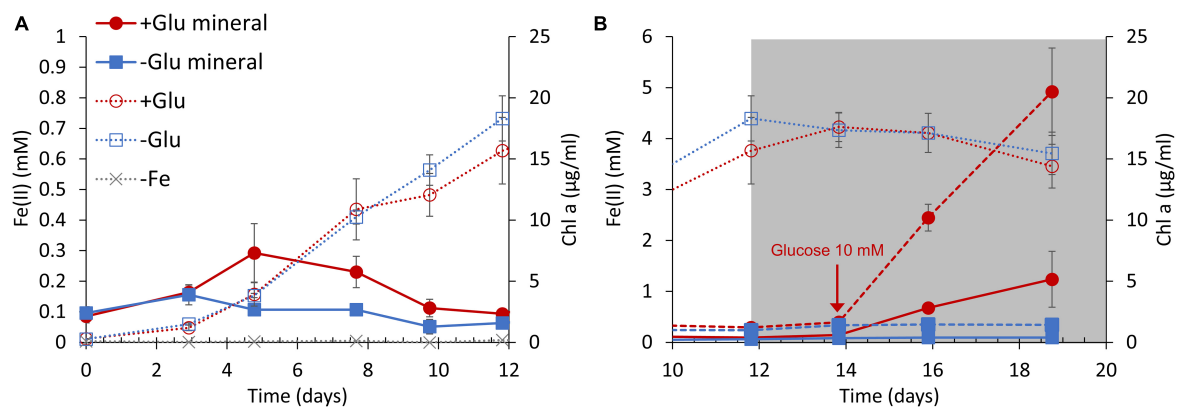 A
+Glu mineral
-Glu mineral
+Glu
-Glu
-Fe
Fe(II) (mM)
1
0.9
0.8
0.7
0.6
0.5
0.4
0.3
0.2
0.1
0
0 2 4 6 8 10 12
Time (days)
25
20
15
10
5
0
Chl a (µg/ml)
B
Fe(II) (mM)
6
5
4
3
2
1
0
Glucose 10 mM
10 12 14 16 18 20
Time (days)
25
20
15
10
5
0
Chl a (µg/ml)